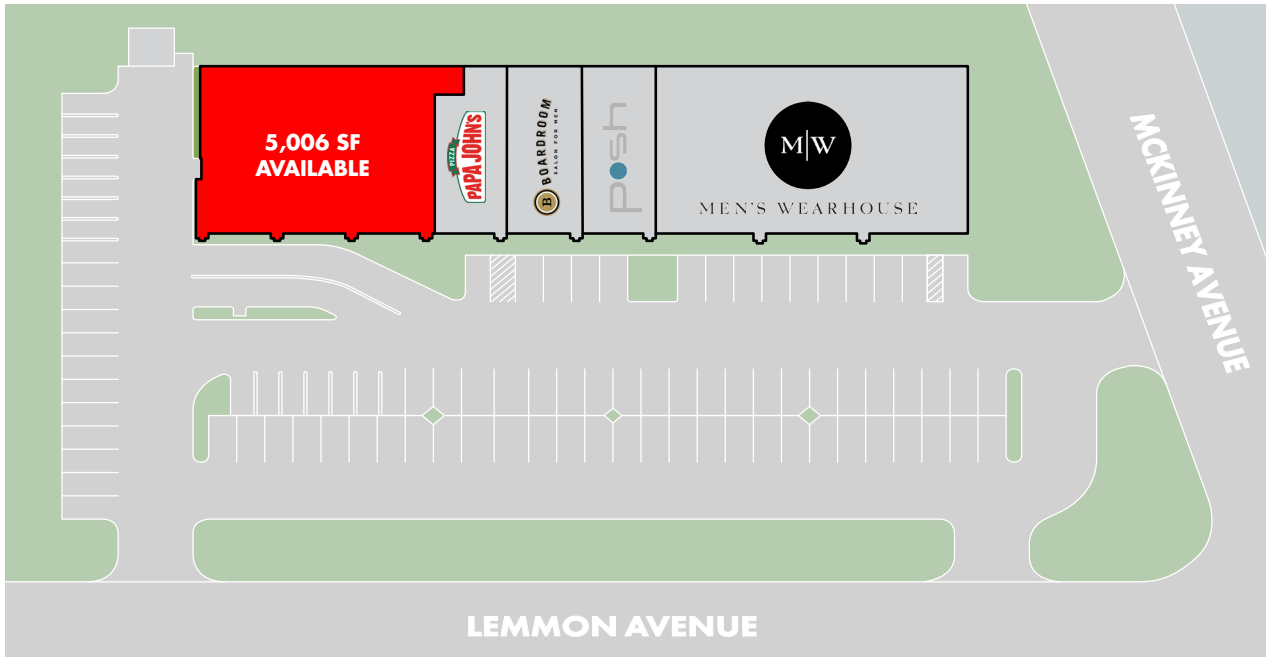 5,006 SF
AVAILABLE
PIZZA
PAPA JOHN'S
B
BOARDROOM
SALON FOR MEN
Posh
M|W
MEN'S WEARHOUSE
MCKINNEY AVENUE
LEMMON AVENUE